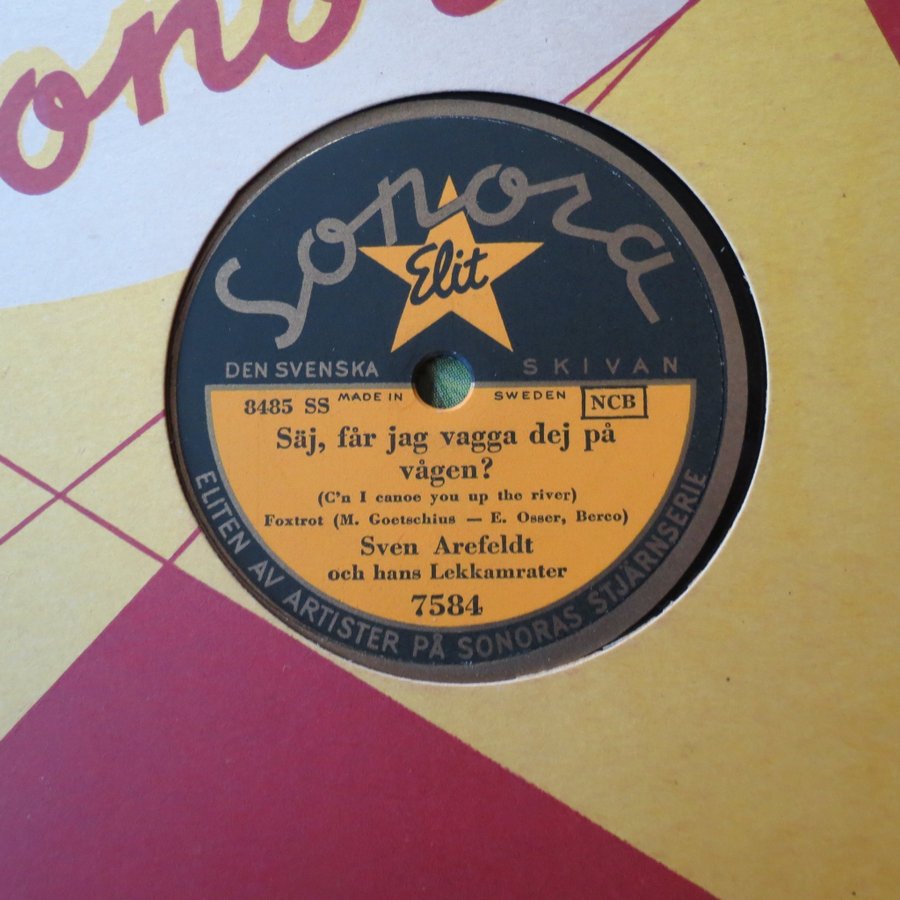 Sonora
Elit
DEN SVENSKA SKIVAN
8485 SS MADE IN SWEDEN NCB
Säj, får jag vagga dej på
vågen?
(C'n I canoe you up the river)
Foxtrot (M. Goetschius — E. Osser, Berco)
Sven Arefeldt
och hans Lekkamrater
7584
ELITEN AV ARTISTER PÅ SONORAS STJÄRNSERIE